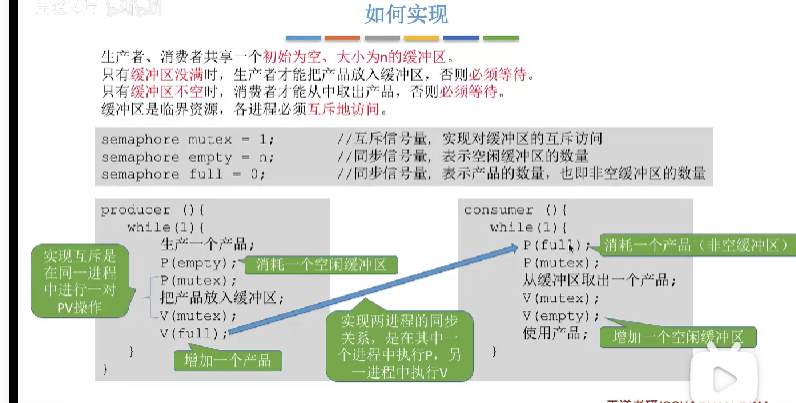 如何实现
生产者、消费者共享一个初始为空、大小为n的缓冲区。
只有缓冲区没满时，生产者才能把产品放入缓冲区，否则必须等待。
只有缓冲区不空时，消费者才能从中取出产品，否则必须等待。
缓冲区是临界资源，各进程必须互斥地访问。
semaphore mutex = 1; //互斥信号量，实现对缓冲区的互斥访问
semaphore empty = n; //同步信号量，表示空闲缓冲区的数量
semaphore full = 0; //同步信号量，表示产品的数量，也即非空缓冲区的数量
producer (){
while(1){
生产一个产品;
P(empty);
P(mutex);
把产品放入缓冲区;
V(mutex);
V(full);
}
}
消耗一个空闲缓冲区
实现互斥是
在同一进程
中进行一对
PV操作
增加一个产品
实现两进程的同步
关系，是在其中一
个进程中执行P，另
一进程中执行V
consumer (){
while(1){
P(full);
P(mutex);
从缓冲区取出一个产品;
V(mutex);
V(empty);
使用产品;
}
}
消耗一个产品（非空缓冲区）
增加一个空闲缓冲区